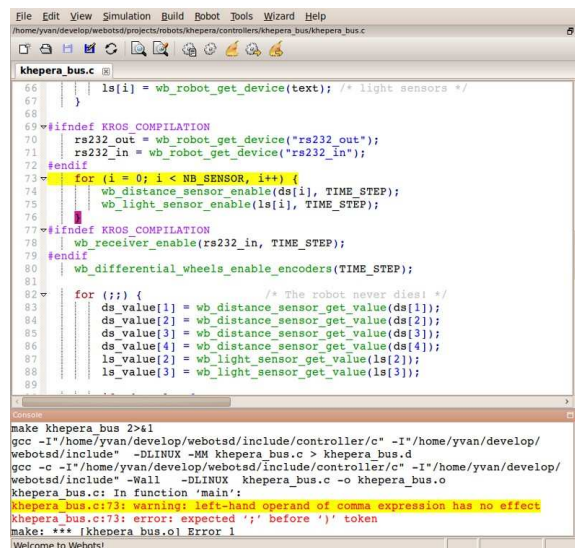 File Edit View Simulation Build Robot Tools Wizard Help
/home/yvan/develop/webotsd/projects/robots/khepera/controllers/khepera_bus/khepera_bus.c
khepera_bus.c
66 ls[i] = wb_robot_get_device(text); /* light sensors */
67 }
68
69 #ifndef KROS_COMPILATION
70 rs232_out = wb_robot_get_device("rs232_out");
71 rs232_in = wb_robot_get_device("rs232_in");
72 #endif
73 for (i = 0; i < NB_SENSOR, i++) {
74 wb_distance_sensor_enable(ds[i], TIME_STEP);
75 wb_light_sensor_enable(ls[i], TIME_STEP);
76 }
77 #ifndef KROS_COMPILATION
78 wb_receiver_enable(rs232_in, TIME_STEP);
79 #endif
80 wb_differential_wheels_enable_encoders(TIME_STEP);
81
82 for (;;) { /* The robot never dies! */
83 ds_value[1] = wb_distance_sensor_get_value(ds[1]);
84 ds_value[2] = wb_distance_sensor_get_value(ds[2]);
85 ds_value[3] = wb_distance_sensor_get_value(ds[3]);
86 ds_value[4] = wb_distance_sensor_get_value(ds[4]);
87 ls_value[2] = wb_light_sensor_get_value(ls[2]);
88 ls_value[3] = wb_light_sensor_get_value(ls[3]);
89
Console
make khepera_bus 2>&1
gcc -I"/home/yvan/develop/webotsd/include/controller/c" -I"/home/yvan/develop/
webotsd/include" -DLINUX -MM khepera_bus.c > khepera_bus.d
gcc -c -I"/home/yvan/develop/webotsd/include/controller/c" -I"/home/yvan/develop/
webotsd/include" -Wall -DLINUX khepera_bus.c -o khepera_bus.o
khepera_bus.c: In function 'main':
khepera_bus.c:73: warning: left-hand operand of comma expression has no effect
khepera_bus.c:73: error: expected ';' before ')' token
make: *** [khepera_bus.o] Error 1
Welcome to Webots!